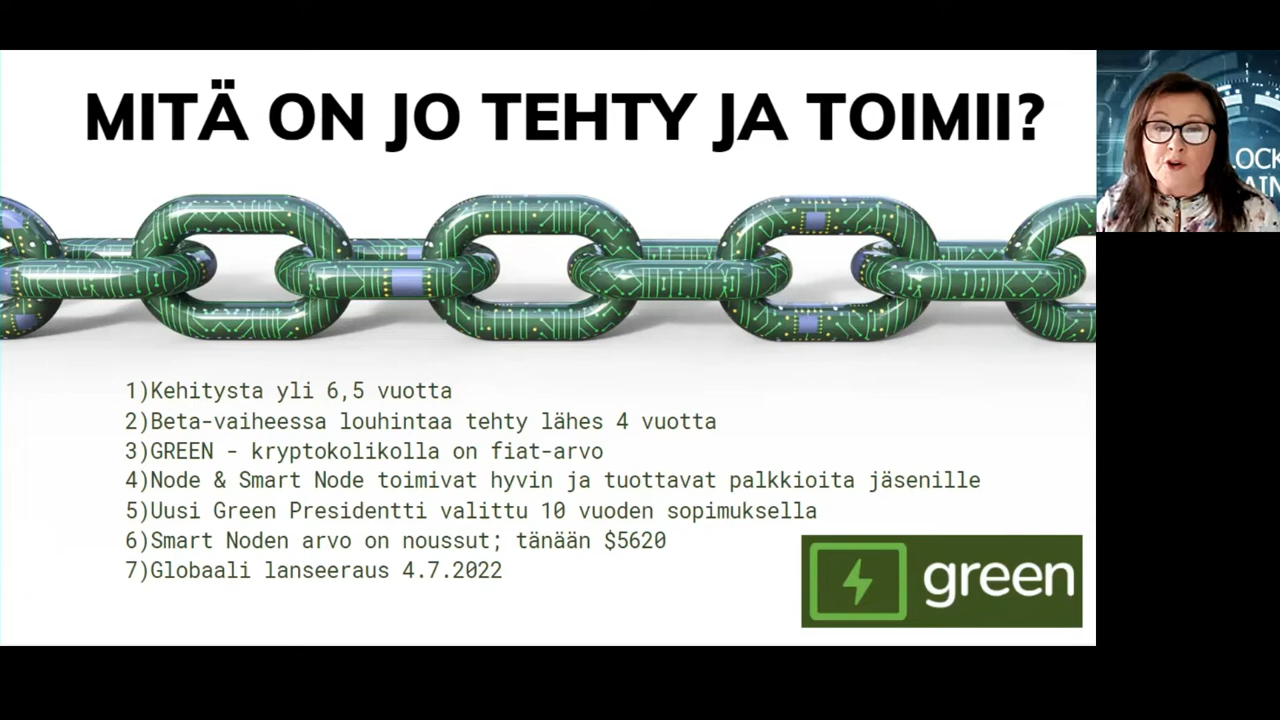 MITÄ ON JO TEHTY JA TOIMII?
1)Kehitysta yli 6,5 vuotta
2)Beta-vaiheessa louhintaa tehty lähes 4 vuotta
3)GREEN - kryptokolikolla on fiat-arvo
4)Node & Smart Node toimivat hyvin ja tuottavat palkkioita jäsenille
5)Uusi Green Presidentti valittu 10 vuoden sopimuksella
6)Smart Noden arvo on noussut; tänään $5620
7)Globaali lanseeraus 4.7.2022
green